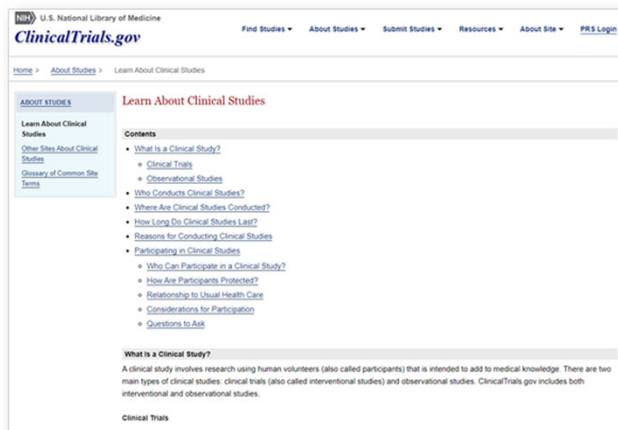 NIH U.S. National Library of Medicine
ClinicalTrials.gov
Find Studies About Studies Submit Studies Resources About Site PRS Login
Home > About Studies > Learn About Clinical Studies
ABOUT STUDIES
Learn About Clinical
Studies
Other Sites About Clinical
Studies
Glossary of Common Site
Terms
Learn About Clinical Studies
Contents
What Is a Clinical Study?
Clinical Trials
Observational Studies
Who Conducts Clinical Studies?
Where Are Clinical Studies Conducted?
How Long Do Clinical Studies Last?
Reasons for Conducting Clinical Studies
Participating in Clinical Studies
Who Can Participate in a Clinical Study?
How Are Participants Protected?
Relationship to Usual Health Care
Considerations for Participation
Questions to Ask
What Is a Clinical Study?
A clinical study involves research using human volunteers (also called participants) that is intended to add to medical knowledge. There are two
main types of clinical studies: clinical trials (also called interventional studies) and observational studies. ClinicalTrials.gov includes both
interventional and observational studies.
Clinical Trials